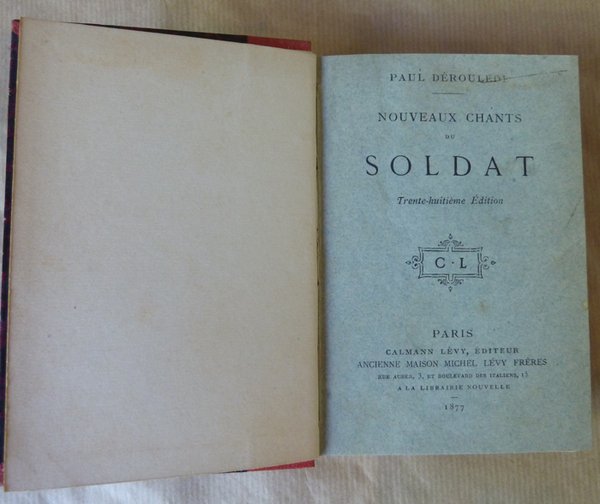 PAUL DÉROULÈDE
NOUVEAUX CHANTS
DU
SOLDAT
Trente-huitième Édition
C · L
PARIS
CALMANN LÉVY, ÉDITEUR
ANCIENNE MAISON MICHEL LÉVY FRÈRES
RUE AUBER, 3, ET BOULEVARD DES ITALIENS, 15
A LA LIBRAIRIE NOUVELLE
1877